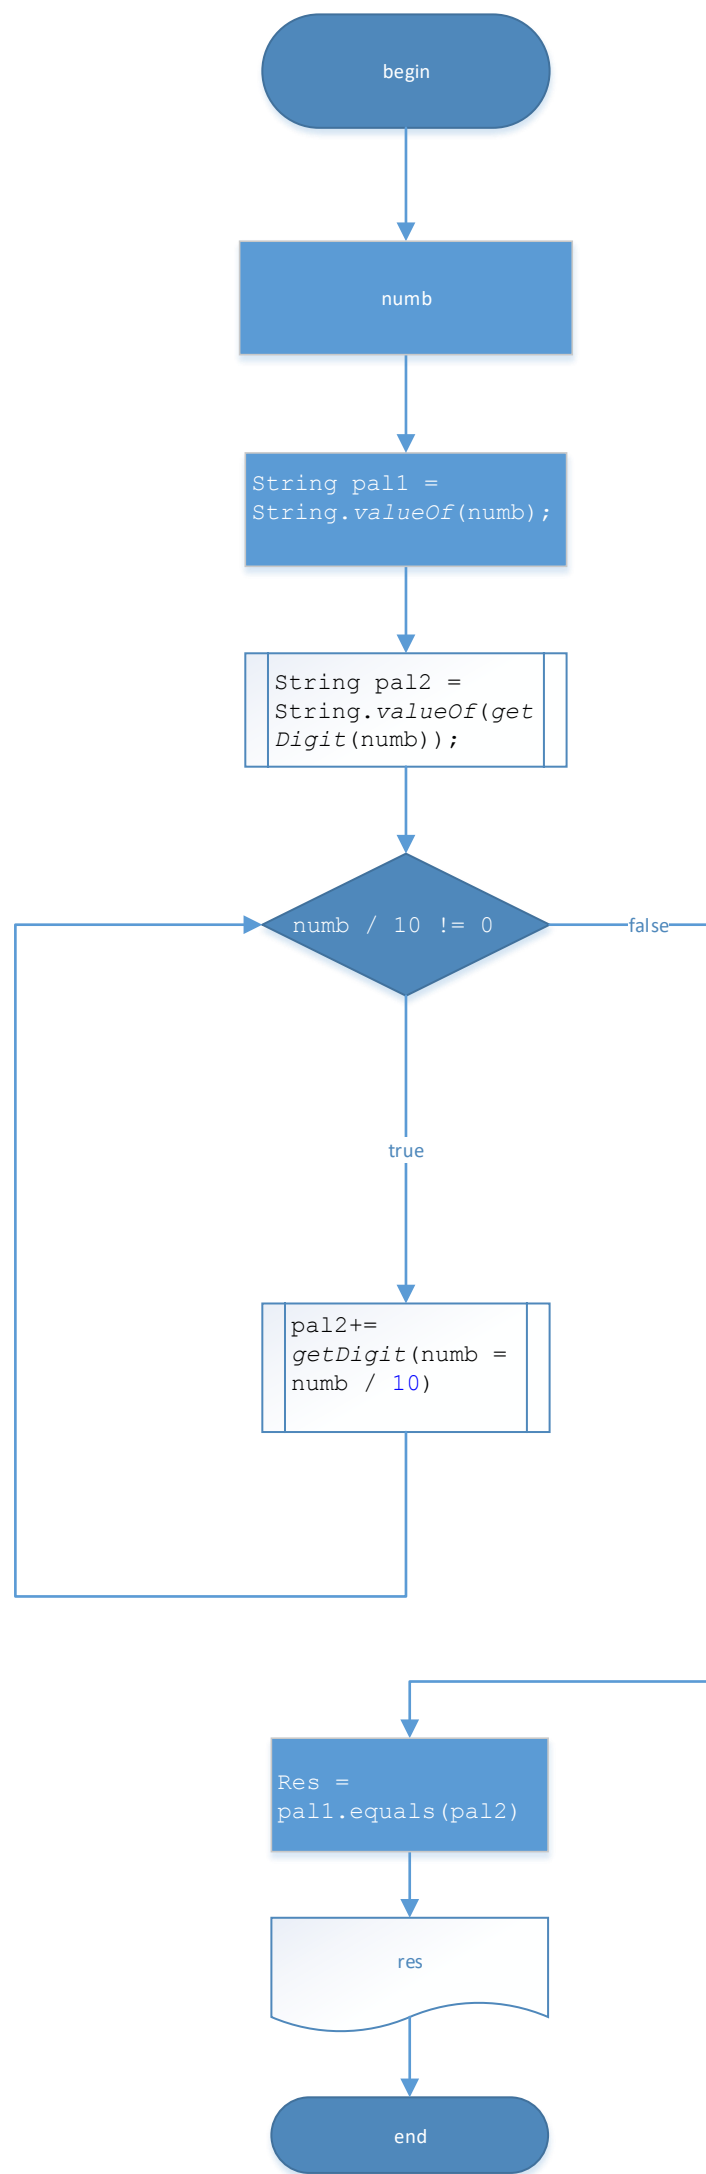 begin
numb
String pal1 =
String.valueOf(numb);
String pal2 =
String.valueOf(get
Digit(numb));
numb / 10 != 0
false
true
pal2+=
getDigit(numb =
numb / 10)
Res =
pal1.equals(pal2)
res
end